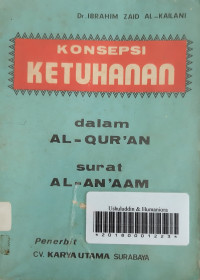 Dr. IBRAHIM ZAID AL-KAILANI
KONSEPSI
KETUHANAN
dalam
AL-QUR'AN
surat
AL-AN'AAM
Ushuluddin & Humaniora
Penerbit
CV. KARYA UTAMA SURABAYA